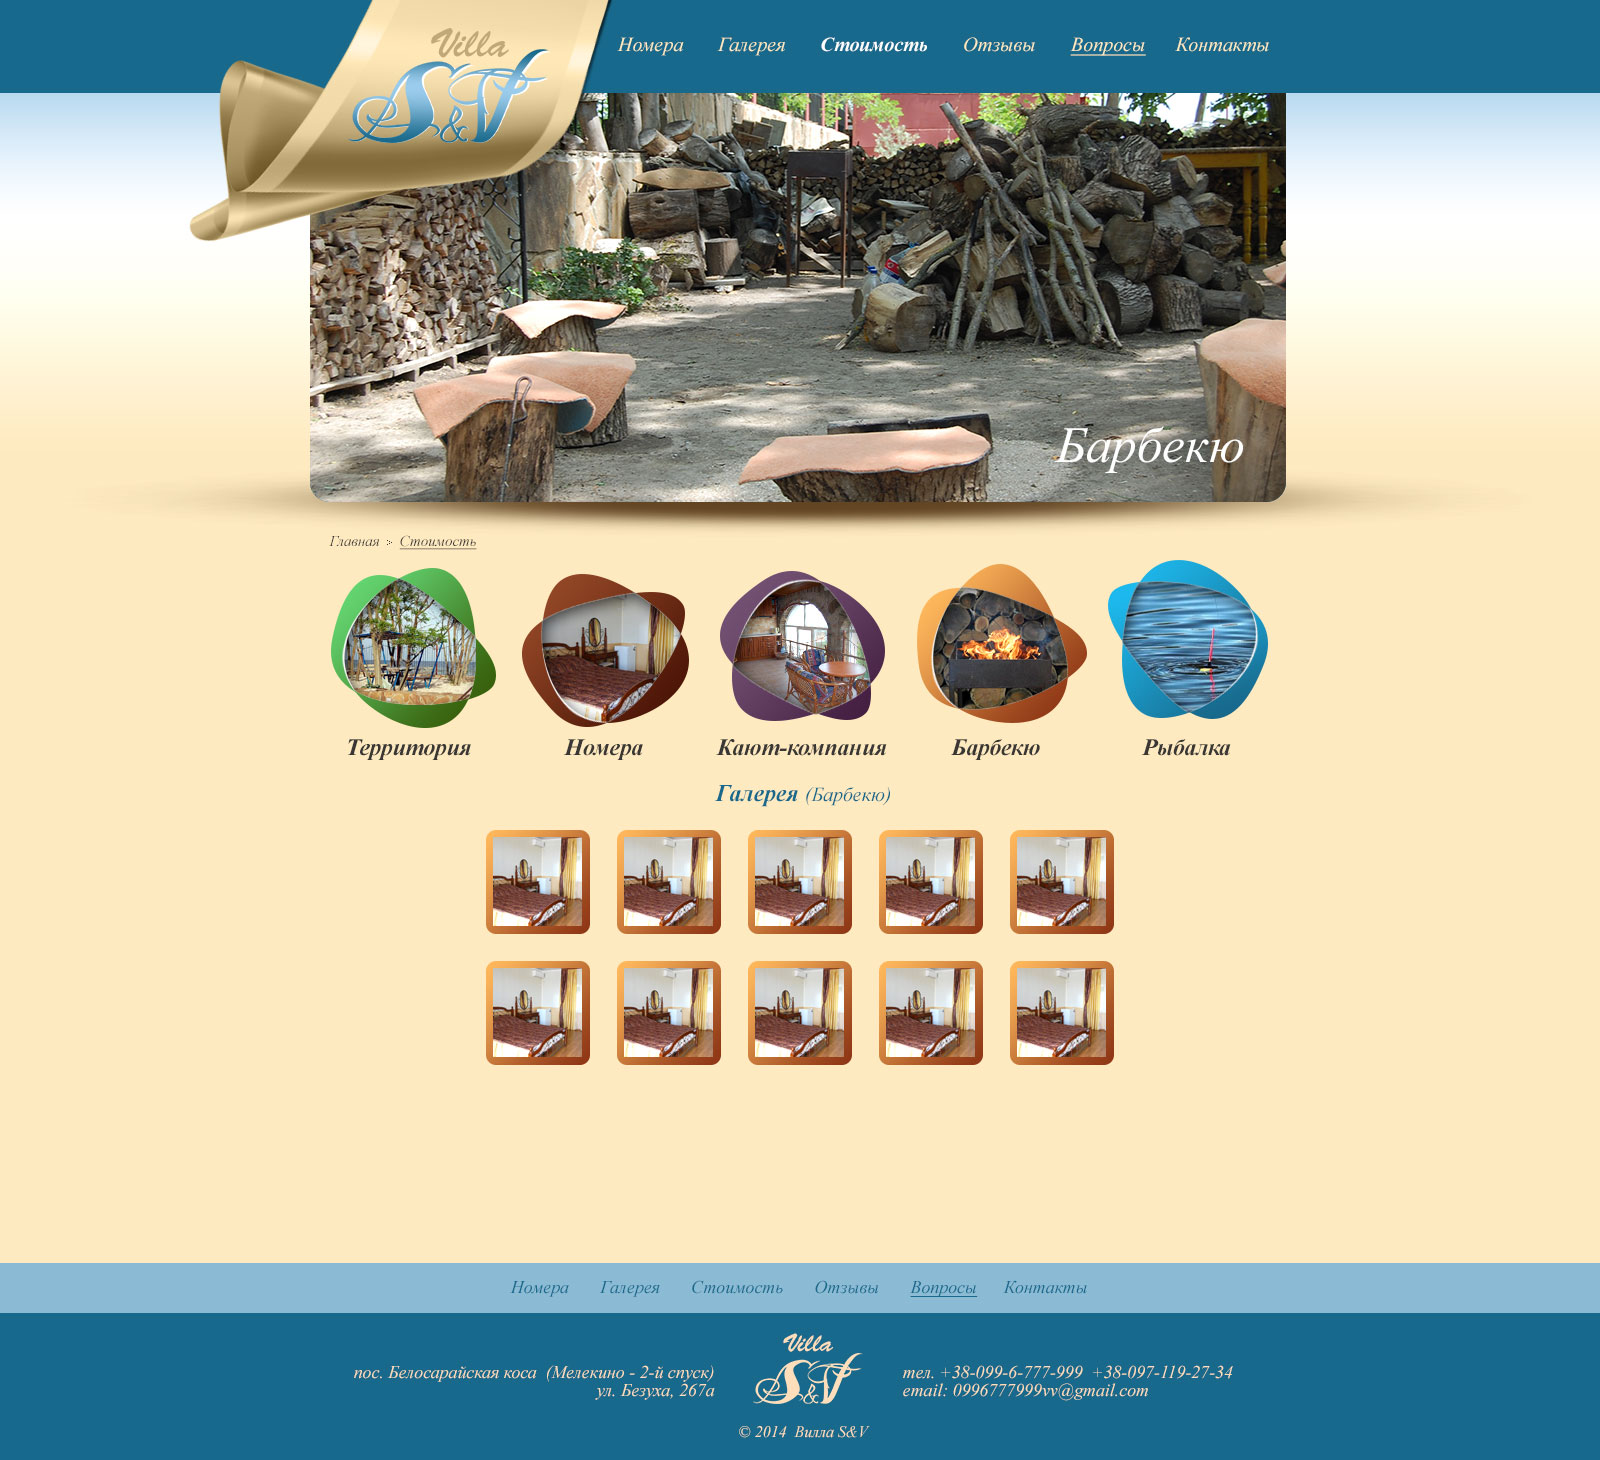 Villa
S&V
Номера Галерея Стоимость Отзывы Вопросы Контакты
Барбекю
Главная > Стоимость
Территория Номера Кают-компания Барбекю Рыбалка
Галерея (Барбекю)
Номера Галерея Стоимость Отзывы Вопросы Контакты
Villa
S&V
пос. Белосарайская коса (Мелекино - 2-й спуск)
ул. Безуха, 267а
тел. +38-099-6-777-999 +38-097-119-27-34
email: 0996777999vv@gmail.com
© 2014 Вилла S&V